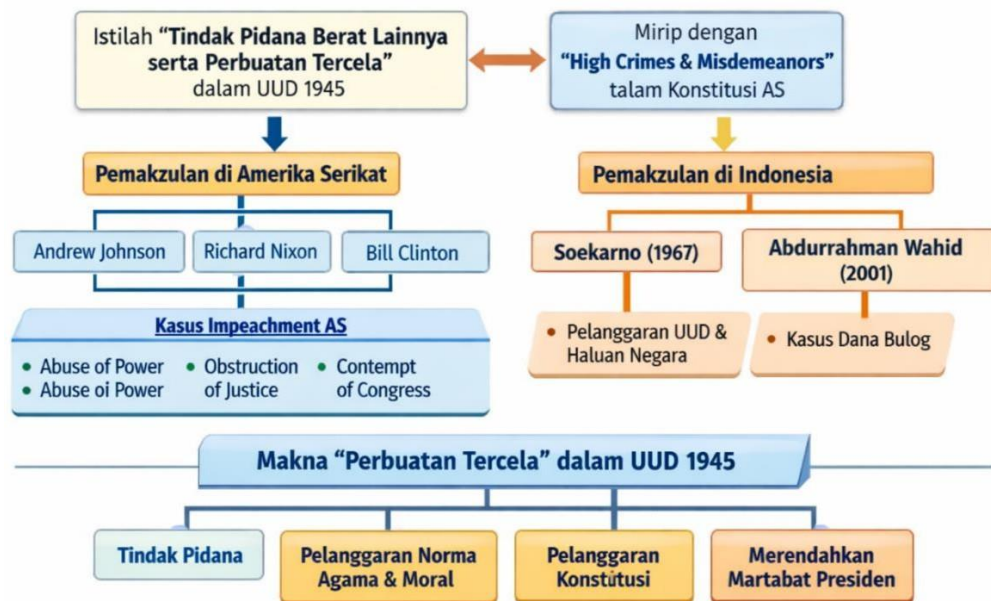 Istilah “Tindak Pidana Berat Lainnya
serta Perbuatan Tercela”
dalam UUD 1945
Mirip dengan
“High Crimes & Misdemeanors”
talam Konstitusi AS
Pemakzulan di Amerika Serikat
Andrew Johnson
Richard Nixon
Bill Clinton
Kasus Impeachment AS
• Abuse of Power
• Abuse oi Power
• Obstruction
of Justice
• Contempt
of Congress
Pemakzulan di Indonesia
Soekarno (1967)
Abdurrahman Wahid
(2001)
• Pelanggaran UUD &
Haluan Negara
• Kasus Dana Bulog
Makna “Perbuatan Tercela” dalam UUD 1945
Tindak Pidana
Pelanggaran Norma
Agama & Moral
Pelanggaran
Konstitusi
Merendahkan
Martabat Presiden